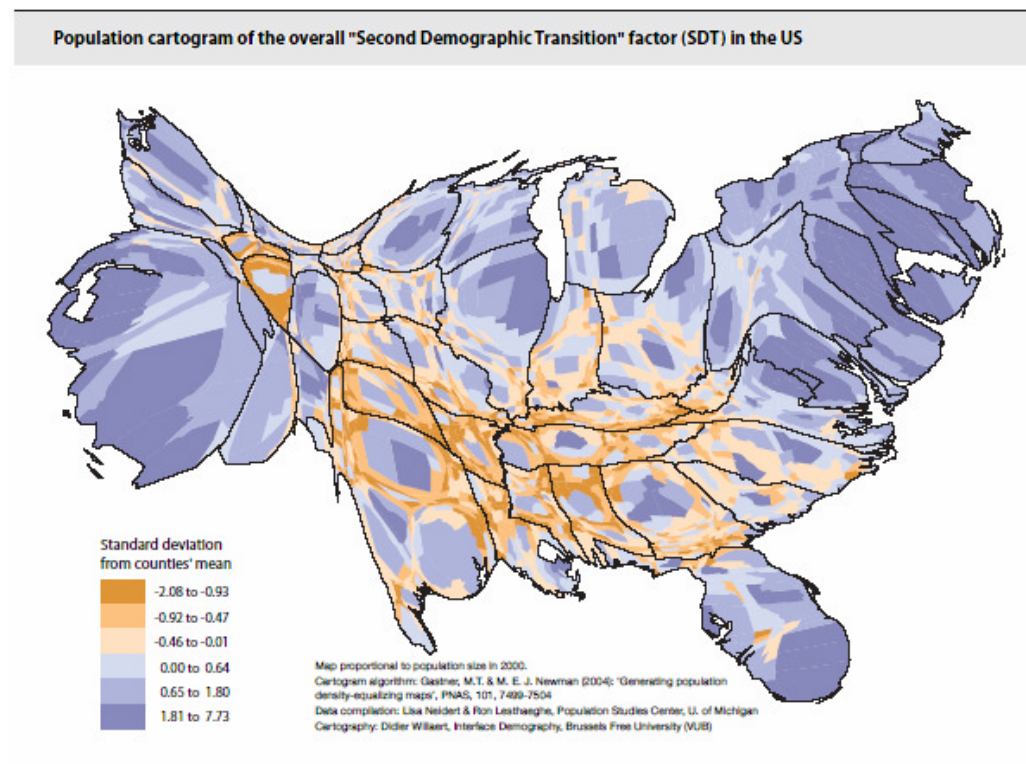 Population cartogram of the overall "Second Demographic Transition" factor (SDT) in the US
Standard deviation
from counties' mean
-2.08 to -0.93
-0.92 to -0.47
-0.46 to -0.01
0.00 to 0.64
0.65 to 1.80
1.81 to 7.73
Map proportional to population size in 2000.
Cartogram algorithm: Gastner, M.T. & M. E. J. Newman (2004): 'Generating population
density-equalizing maps', PNAS, 101, 7499-7504
Data compilation: Lisa Neidert & Ron Lesthaeghe, Population Studies Center, U. of Michigan
Cartography: Didier Willaert, Interface Demography, Brussels Free University (VUB)